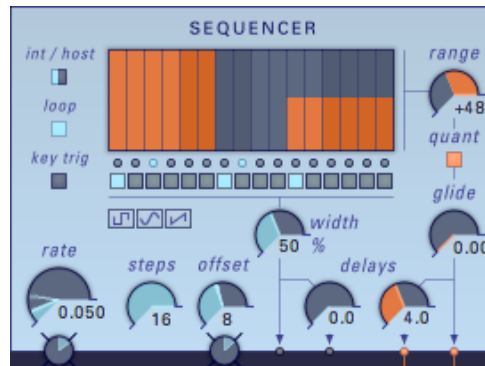 SEQUENCER
int / host
range
+48
loop
quant
key trig
glide
0.00
width
50 %
rate
steps
offset
delays
0.050
16
8
0.0
4.0